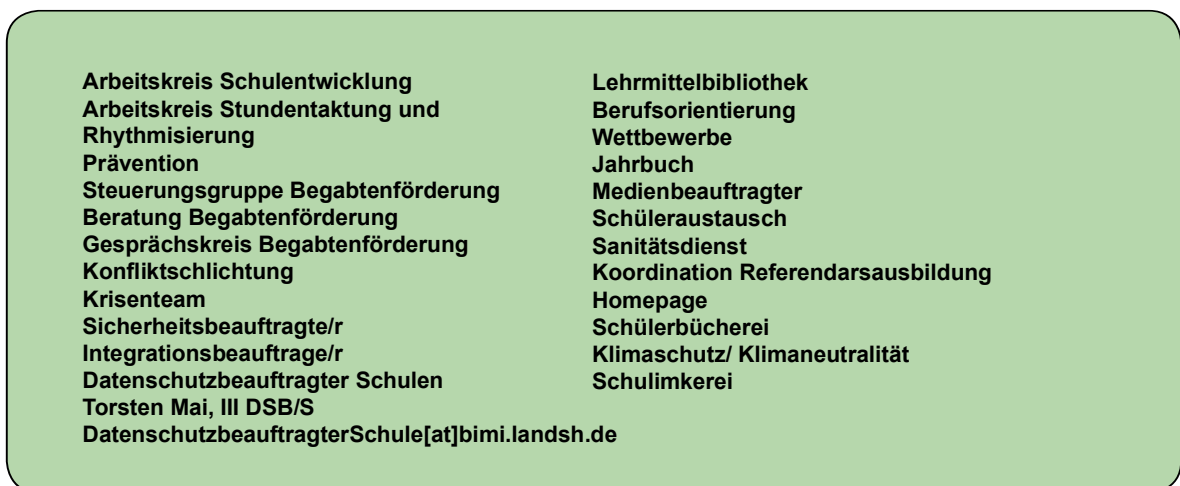 Arbeitskreis Schulentwicklung
Arbeitskreis Stundentaktung und
Rhythmisierung
Prävention
Steuerungsgruppe Begabtenförderung
Beratung Begabtenförderung
Gesprächskreis Begabtenförderung
Konfliktschlichtung
Krisenteam
Sicherheitsbeauftragte/r
Integrationsbeauftrage/r
Datenschutzbeauftragter Schulen
Torsten Mai, III DSB/S
DatenschutzbeauftragterSchule[at]bimi.landsh.de
Lehrmittelbibliothek
Berufsorientierung
Wettbewerbe
Jahrbuch
Medienbeauftragter
Schüleraustausch
Sanitätsdienst
Koordination Referendarsausbildung
Homepage
Schülerbücherei
Klimaschutz/ Klimaneutralität
Schulimkerei